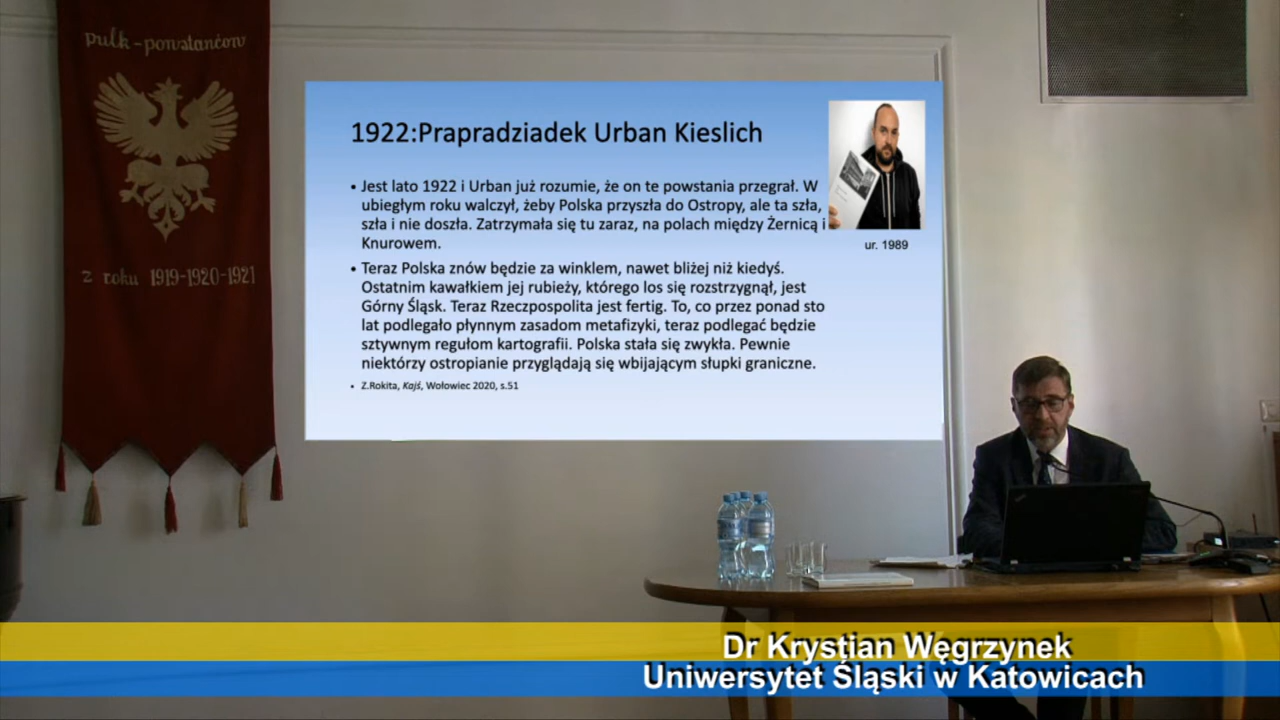 pułk-powstańców
z roku 1919-1920-1921
1922:Prapradziadek Urban Kieslich
• Jest lato 1922 i Urban już rozumie, że on te powstania przegrał. W
ubiegłym roku walczył, żeby Polska przyszła do Ostropy, ale ta szła,
szła i nie doszła. Zatrzymała się tu zaraz, na polach między Żernicą i
Knurowem.
• Teraz Polska znów będzie za winklem, nawet bliżej niż kiedyś.
Ostatnim kawałkiem jej rubieży, którego los się rozstrzygnął, jest
Górny Śląsk. Teraz Rzeczpospolita jest fertig. To, co przez ponad sto
lat podlegało płynnym zasadom metafizyki, teraz podlegać będzie
sztywnym regułom kartografii. Polska stała się zwykła. Pewnie
niektórzy ostropianie przyglądają się wbijającym słupki graniczne.
• Z.Rokita, Kajś, Wołowiec 2020, s.51
ur. 1989
Dr Krystian Węgrzynek
Uniwersytet Śląski w Katowicach